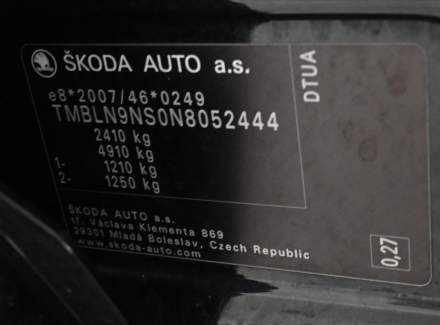 ŠKODA AUTO a.s.
DTUA
e8*2007/46*0249
TMBLN9NS0N8052444
2410 kg
4910 kg
1- 1210 kg
2- 1250 kg
ŠKODA AUTO a.s.
tř. Václava Klementa 869
29301 Mladá Boleslav, Czech Republic
www.skoda-auto.com
0,27